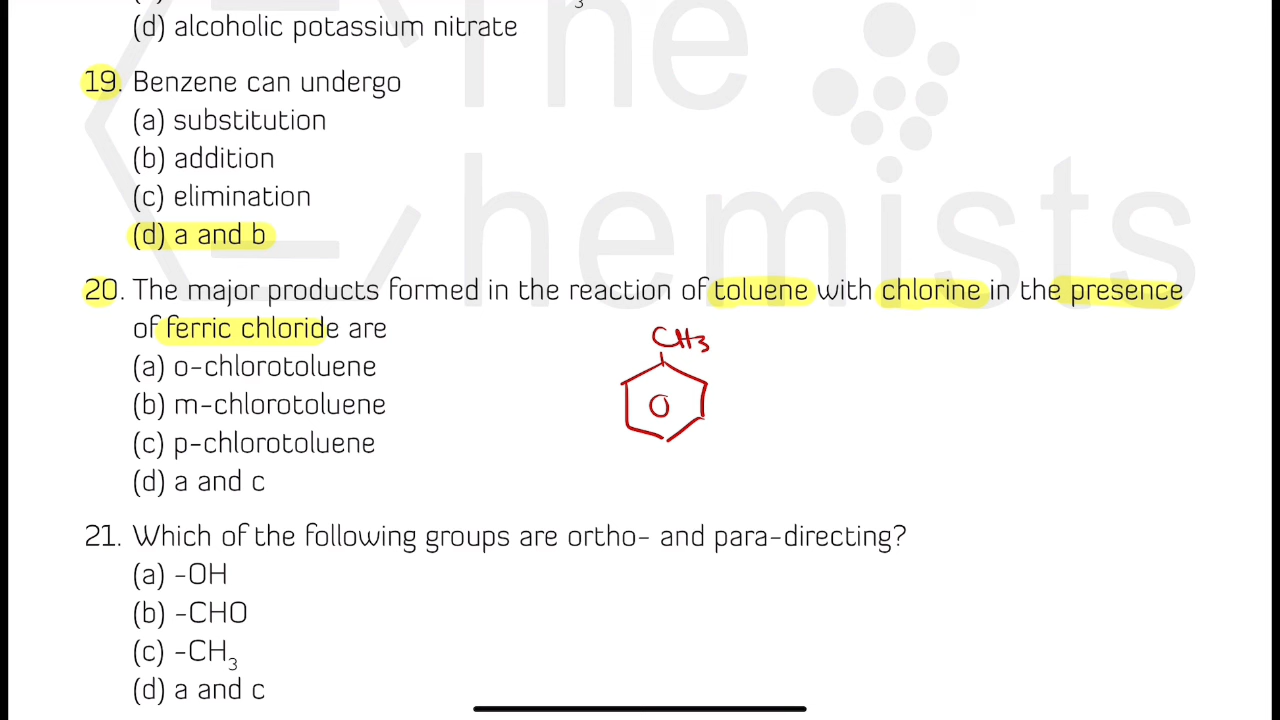 (d) alcoholic potassium nitrate
19. Benzene can undergo
(a) substitution
(b) addition
(c) elimination
(d) a and b
20. The major products formed in the reaction of toluene with chlorine in the presence
of ferric chloride are
CH3
(a) o-chlorotoluene
(b) m-chlorotoluene
(c) p-chlorotoluene
(d) a and c
21. Which of the following groups are ortho- and para-directing?
(a) -OH
(b) -CHO
(c) -CH3
(d) a and c
The
Chemists